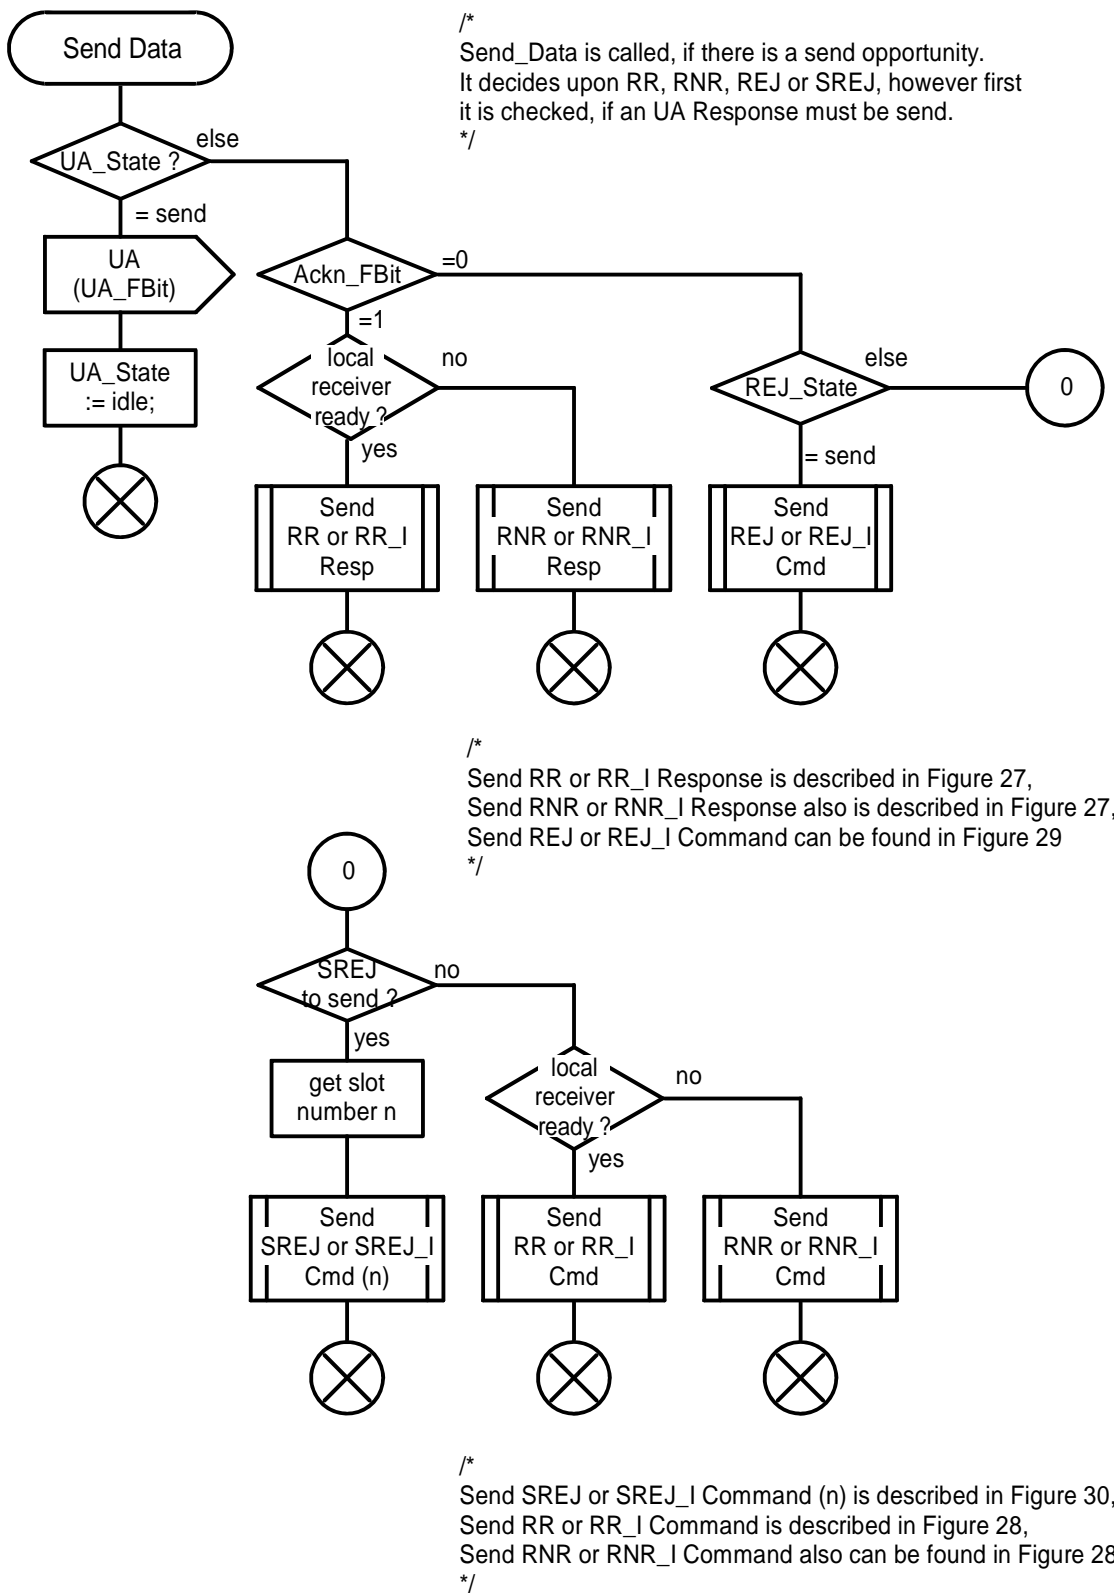 Send Data
/*
Send_Data is called, if there is a send opportunity.
It decides upon RR, RNR, REJ or SREJ, however first
it is checked, if an UA Response must be send.
*/
UA_State ?
else
= send
UA
(UA_FBit)
UA_State
:= idle;
Ackn_FBit
=0
=1
local
receiver
ready ?
no
yes
REJ_State
else
0
= send
Send
RR or RR_I
Resp
Send
RNR or RNR_I
Resp
Send
REJ or REJ_I
Cmd
/*
Send RR or RR_I Response is described in Figure 27,
Send RNR or RNR_I Response also is described in Figure 27,
Send REJ or REJ_I Command can be found in Figure 29
*/
0
SREJ
to send ?
no
yes
get slot
number n
local
receiver
ready ?
no
yes
Send
SREJ or SREJ_I
Cmd (n)
Send
RR or RR_I
Cmd
Send
RNR or RNR_I
Cmd
/*
Send SREJ or SREJ_I Command (n) is described in Figure 30,
Send RR or RR_I Command is described in Figure 28,
Send RNR or RNR_I Command also can be found in Figure 28
*/